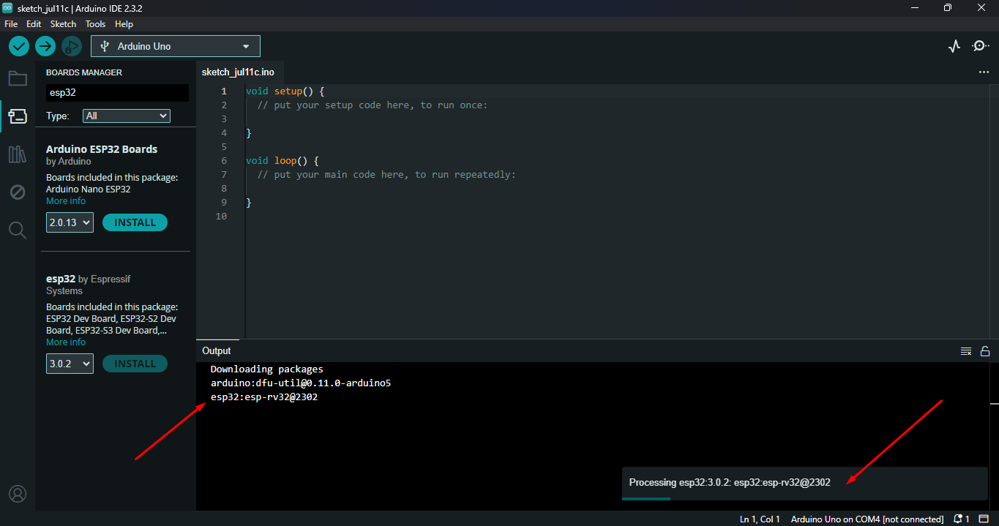 sketch_jul11c | Arduino IDE 2.3.2
File Edit Sketch Tools Help
Arduino Uno
BOARDS MANAGER
esp32
Type: All
Arduino ESP32 Boards
by Arduino
Boards included in this package:
Arduino Nano ESP32
More info
2.0.13 INSTALL
esp32 by Espressif
Systems
Boards included in this package:
ESP32 Dev Board, ESP32-S2 Dev
Board, ESP32-S3 Dev Board,...
More info
3.0.2 INSTALL
sketch_jul11c.ino
1 void setup() {
2 // put your setup code here, to run once:
3
4 }
5
6 void loop() {
7 // put your main code here, to run repeatedly:
8
9 }
10
Output
Downloading packages
arduino:dfu-util@0.11.0-arduino5
esp32:esp-rv32@2302
Processing esp32:3.0.2: esp32:esp-rv32@2302
Ln 1, Col 1 Arduino Uno on COM4 [not connected] 1